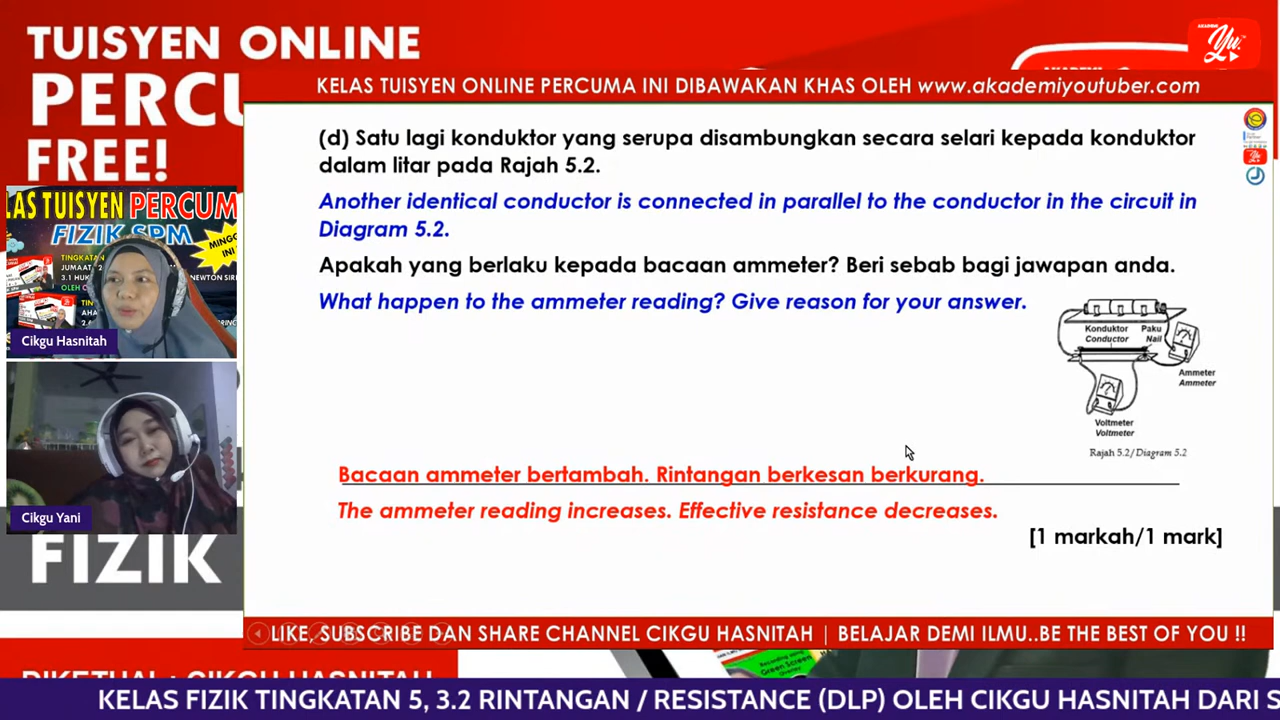 TUISYEN ONLINE
FREE!
KELAS TUISYEN ONLINE PERCUMA INI DIBAWAKAN KHAS OLEH www.akademiyoutuber.com
(d) Satu lagi konduktor yang serupa disambungkan secara selari kepada konduktor
dalam litar pada Rajah 5.2.
Another identical conductor is connected in parallel to the conductor in the circuit in
Diagram 5.2.
Apakah yang berlaku kepada bacaan ammeter? Beri sebab bagi jawapan anda.
What happen to the ammeter reading? Give reason for your answer.
Konduktor Paku
Conductor Nail
Ammeter
Ammeter
Voltmeter
Voltmeter
Rajah 5.2/Diagram 5.2
Bacaan ammeter bertambah. Rintangan berkesan berkurang.
The ammeter reading increases. Effective resistance decreases.
[1 markah/1 mark]
TUISYEN
FIZIK SPM
Cikgu Hasnitah
Cikgu Yani
FIZIK
LIKE, SUBSCRIBE DAN SHARE CHANNEL CIKGU HASNITAH | BELAJAR DEMI ILMU..BE THE BEST OF YOU !!
KELAS FIZIK TINGKATAN 5, 3.2 RINTANGAN / RESISTANCE (DLP) OLEH CIKGU HASNITAH DARI S